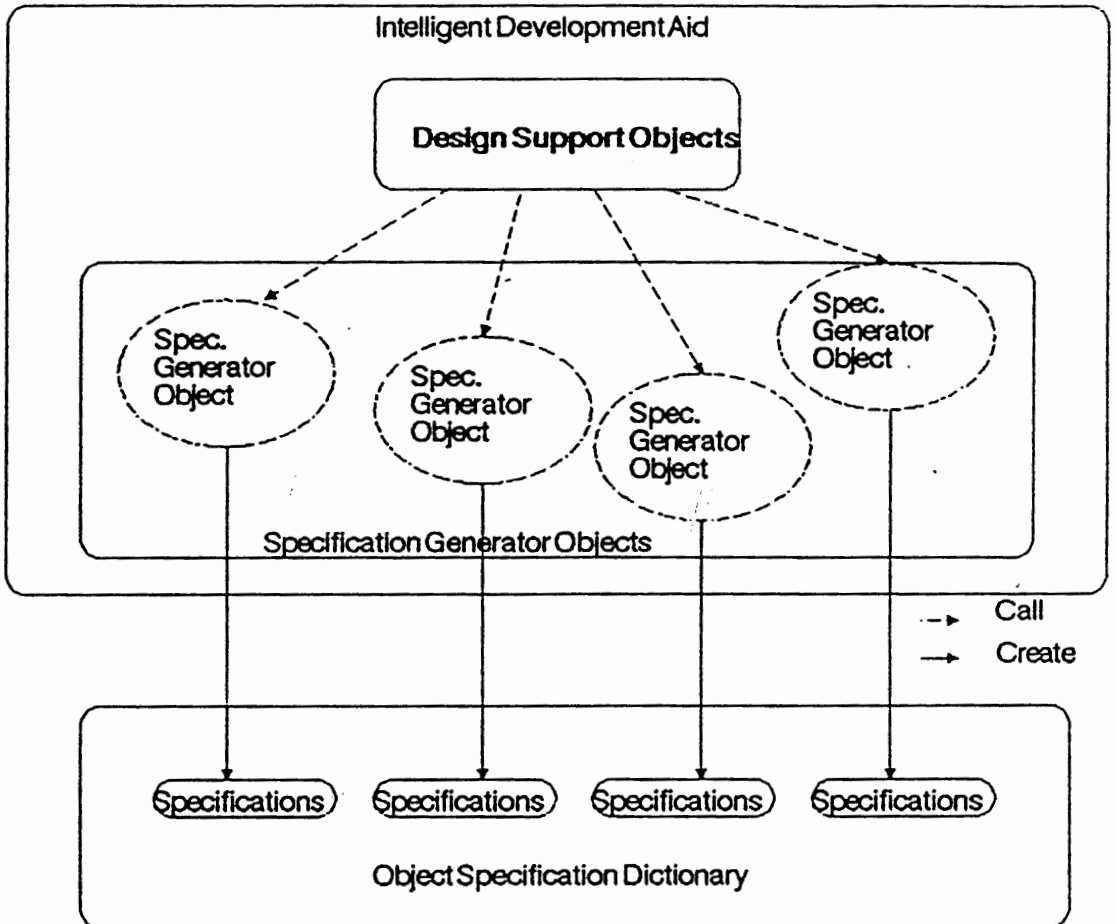 Intelligent Development Aid
Design Support Objects
Spec.
Generator
Object
Spec.
Generator
Object
Spec.
Generator
Object
Spec.
Generator
Object
Specification Generator Objects
Call
Create
Specifications
Specifications
Specifications
Specifications
Object Specification Dictionary